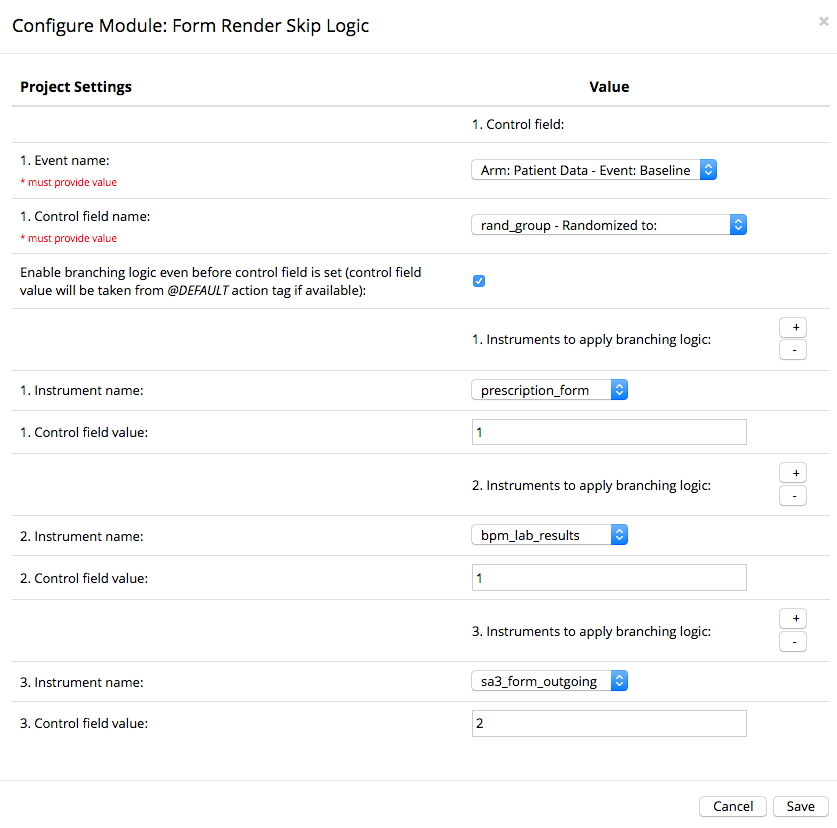 Configure Module: Form Render Skip Logic
×
Project Settings
Value
1. Control field:
1. Event name:
* must provide value
Arm: Patient Data - Event: Baseline
1. Control field name:
* must provide value
rand_group - Randomized to:
Enable branching logic even before control field is set (control field
value will be taken from @DEFAULT action tag if available):
1. Instruments to apply branching logic:
+
-
1. Instrument name:
prescription_form
1. Control field value:
1
2. Instruments to apply branching logic:
+
-
2. Instrument name:
bpm_lab_results
2. Control field value:
1
3. Instruments to apply branching logic:
+
-
3. Instrument name:
sa3_form_outgoing
3. Control field value:
2
Cancel
Save